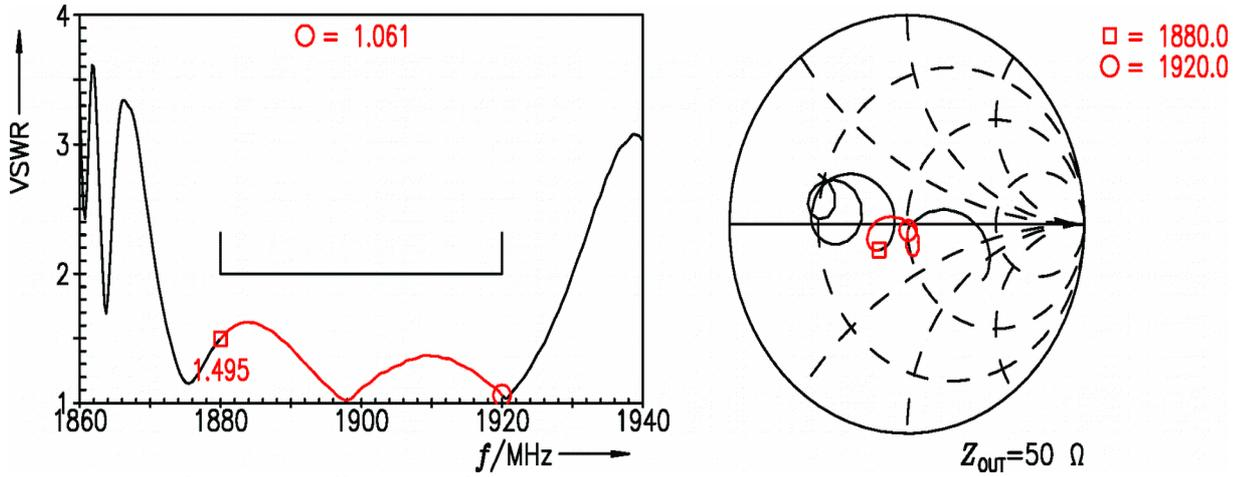 4
○ = 1.061
□ = 1880.0
○ = 1920.0
VSWR
3
2
1.495
1
1860
1880
1900
1920
1940
f/MHz
Z_OUT=50 Ω